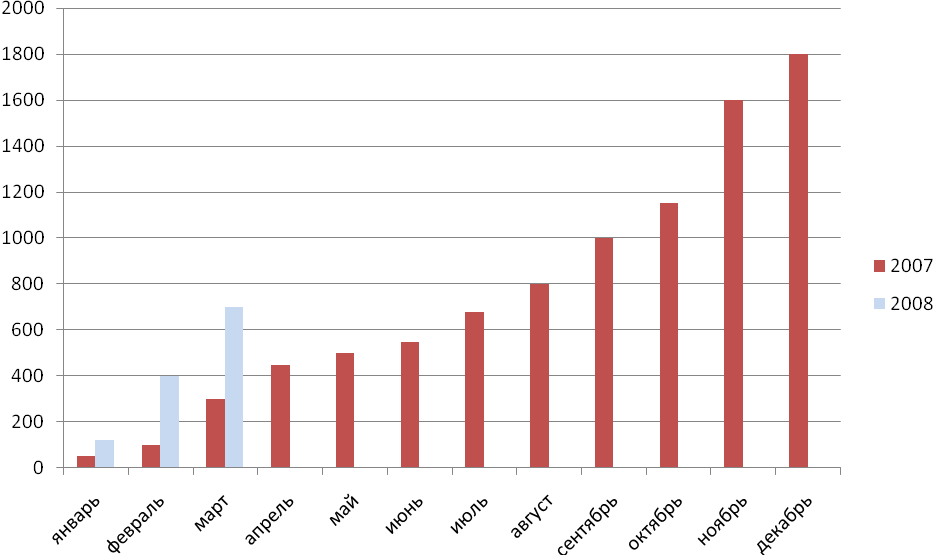 2000
1800
1600
1400
1200
1000
800
600
400
200
0
январь
февраль
март
апрель
май
июнь
июль
август
сентябрь
октябрь
ноябрь
декабрь
2007
2008